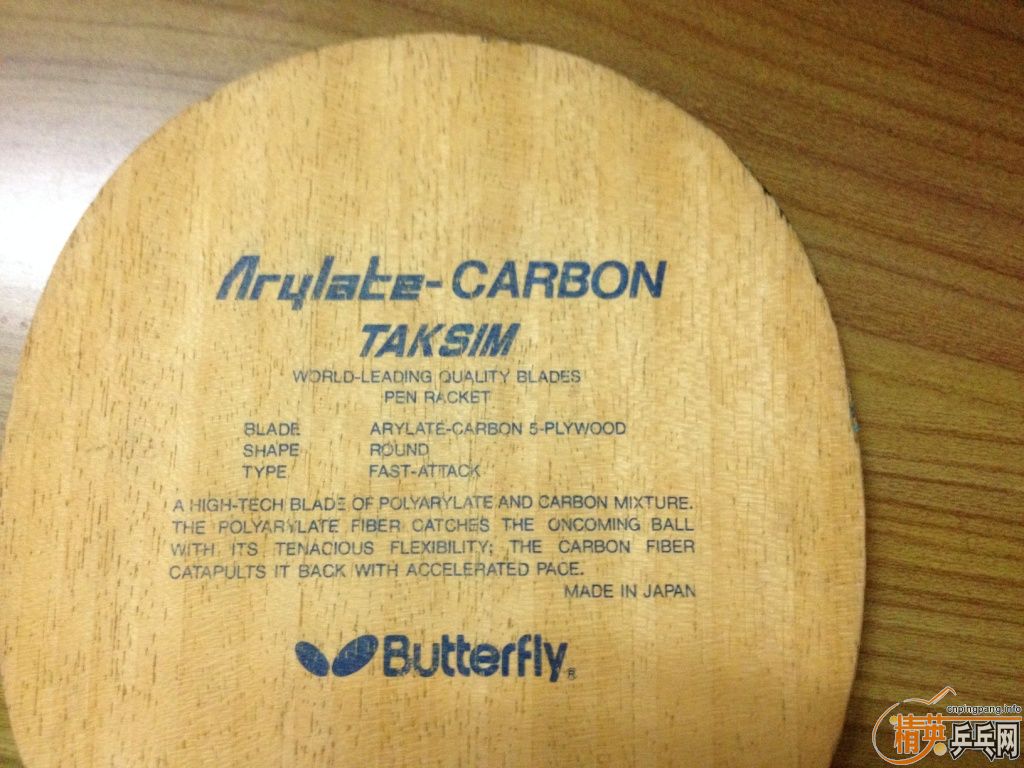 Arylate-CARBON
TAKSIM
WORLD-LEADING QUALITY BLADES
PEN RACKET
BLADE ARYLATE-CARBON 5-PLYWOOD
SHAPE ROUND
TYPE FAST-ATTACK
A HIGH-TECH BLADE OF POLYARYLATE AND CARBON MIXTURE.
THE POLYARYLATE FIBER CATCHES THE ONCOMING BALL
WITH ITS TENACIOUS FLEXIBILITY; THE CARBON FIBER
CATAPULTS IT BACK WITH ACCELERATED PACE.
MADE IN JAPAN
Butterfly®
cnpingpang.info
精英乒乓网